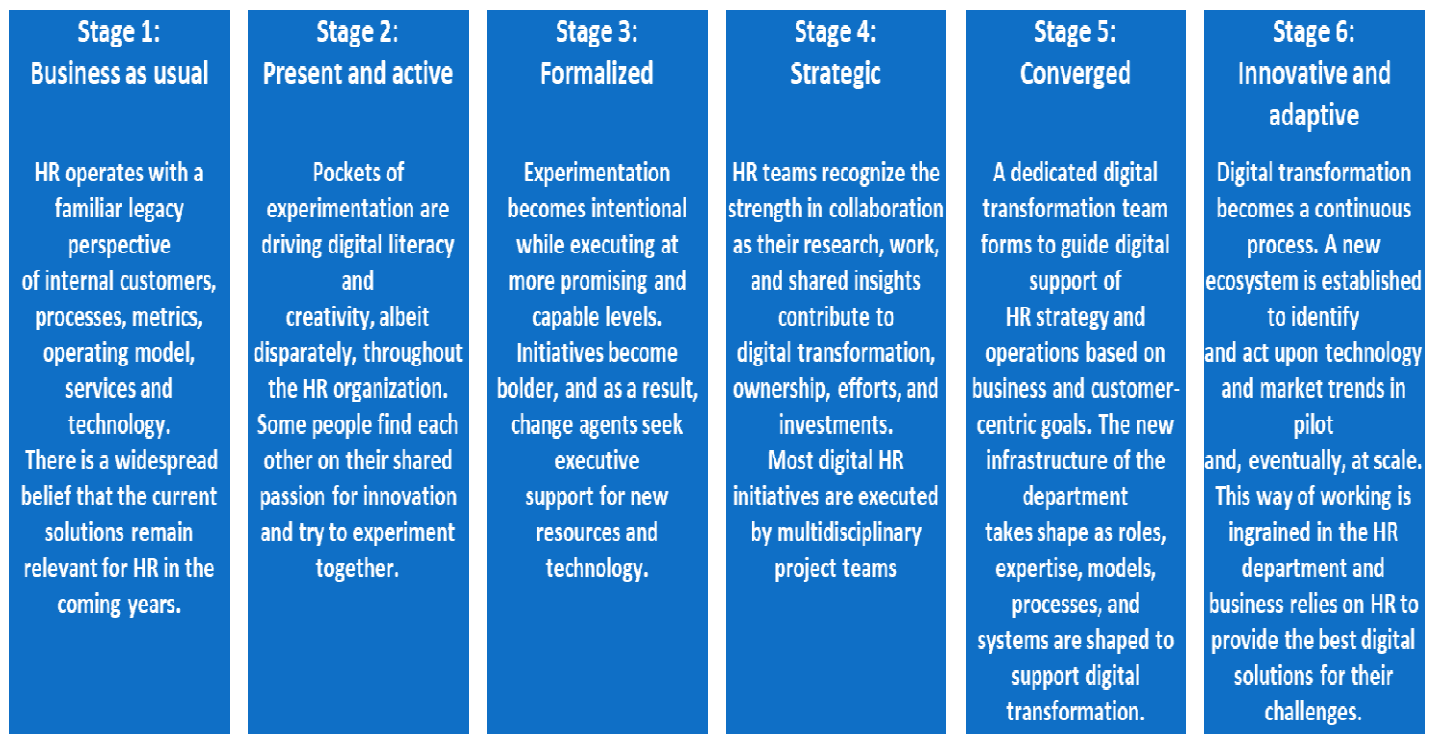 Stage 1:
Business as usual
HR operates with a
familiar legacy
perspective
of internal customers,
processes, metrics,
operating model,
services and
technology.
There is a widespread
belief that the current
solutions remain
relevant for HR in the
coming years.
Stage 2:
Present and active
Pockets of
experimentation are
driving digital literacy
and
creativity, albeit
disparately, throughout
the HR organization.
Some people find each
other on their shared
passion for innovation
and try to experiment
together.
Stage 3:
Formalized
Experimentation
becomes intentional
while executing at
more promising and
capable levels.
Initiatives become
bolder, and as a result,
change agents seek
executive
support for new
resources and
technology.
Stage 4:
Strategic
HR teams recognize the
strength in collaboration
as their research, work,
and shared insights
contribute to
digital transformation,
ownership, efforts, and
investments.
Most digital HR
initiatives are executed
by multidisciplinary
project teams
Stage 5:
Converged
A dedicated digital
transformation team
forms to guide digital
support of
HR strategy and
operations based on
business and customer-
centric goals. The new
infrastructure of the
department
takes shape as roles,
expertise, models,
processes, and
systems are shaped to
support digital
transformation.
Stage 6:
Innovative and
adaptive
Digital transformation
becomes a continuous
process. A new
ecosystem is established
to identify
and act upon technology
and market trends in
pilot
and, eventually, at scale.
This way of working is
ingrained in the HR
department and
business relies on HR to
provide the best digital
solutions for their
challenges.